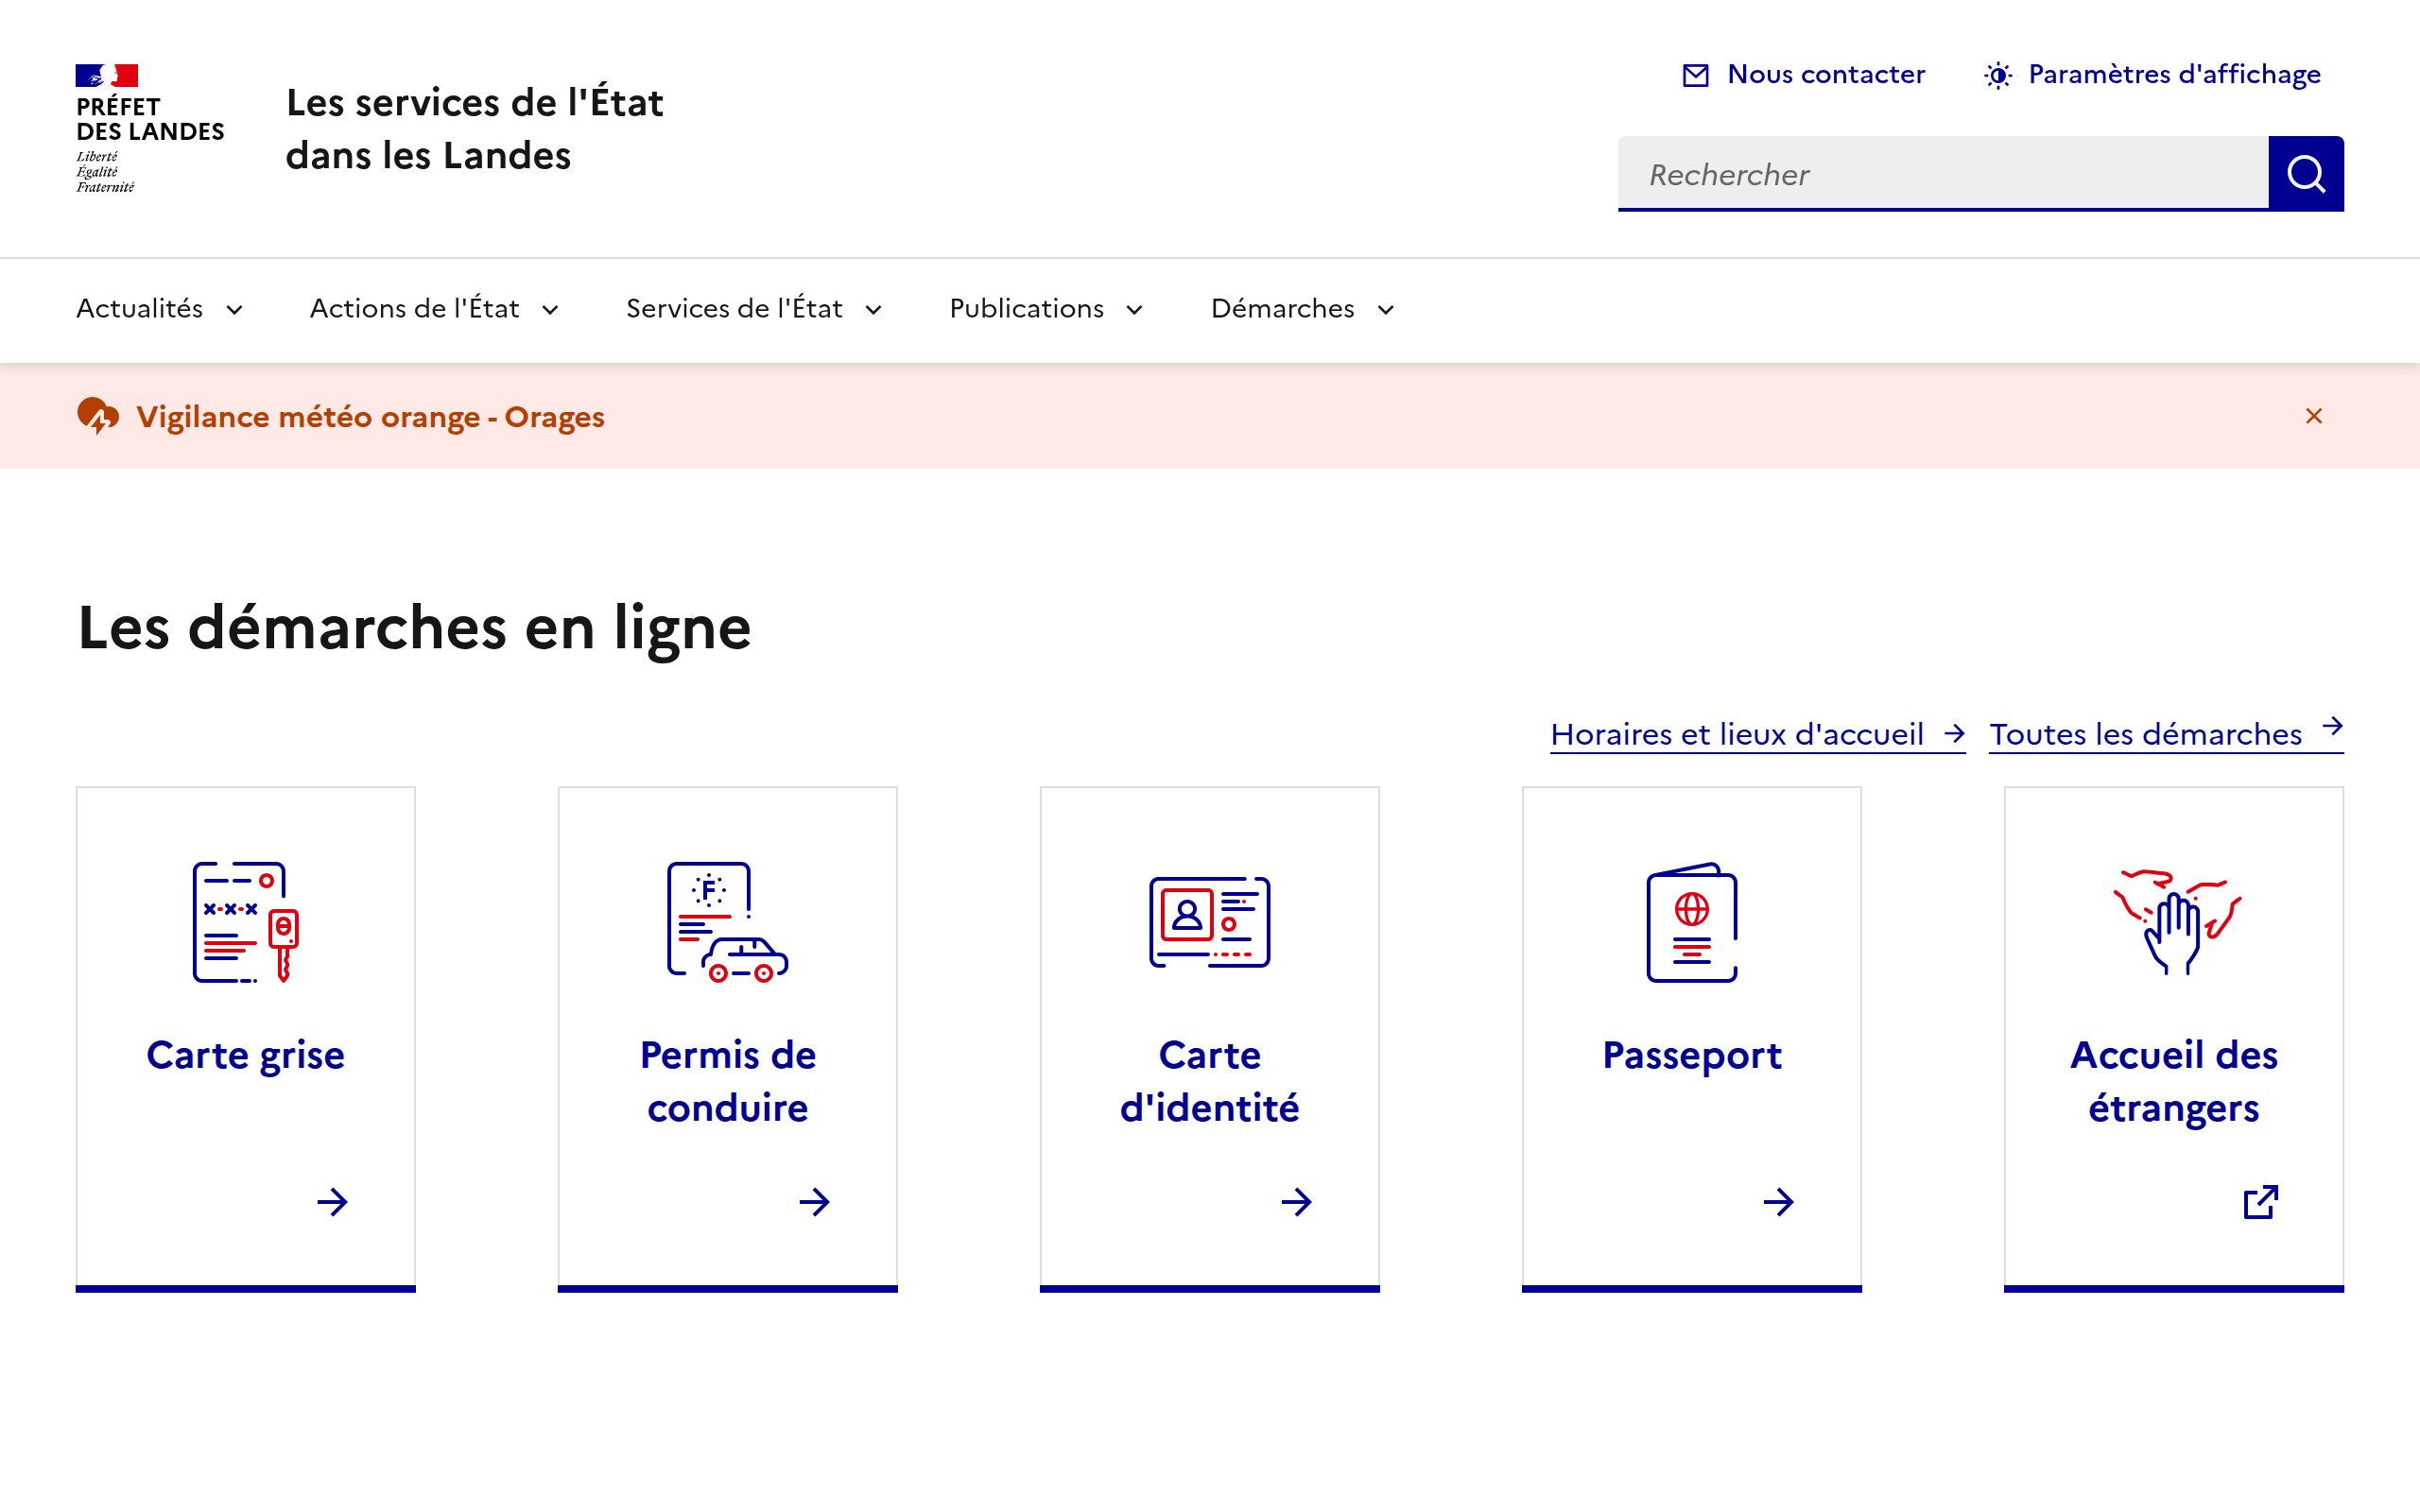 PRÉFET
DES LANDES
Liberté
Égalité
Fraternité
Les services de l'État
dans les Landes
Nous contacter
Paramètres d'affichage
Rechercher
Actualités
Actions de l'État
Services de l'État
Publications
Démarches
Vigilance météo orange - Orages
Les démarches en ligne
Horaires et lieux d'accueil
Toutes les démarches
Carte grise
F
Permis de
conduire
Carte
d'identité
Passeport
Accueil des
étrangers